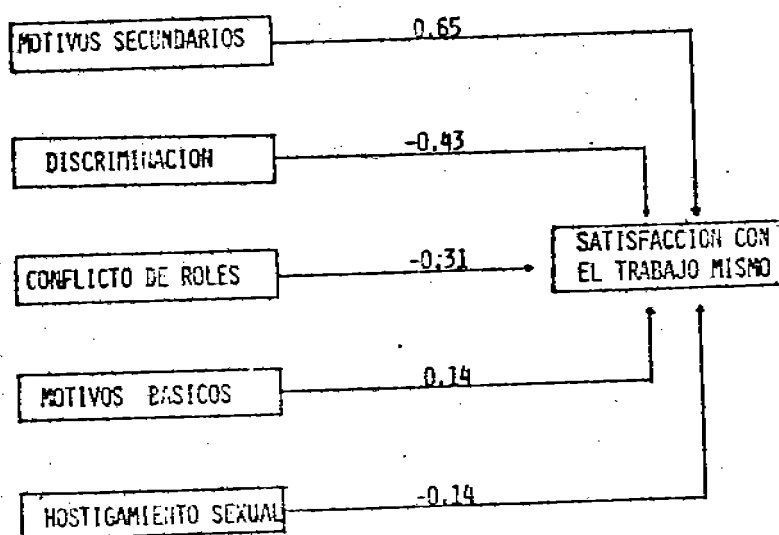 MOTIVOS SECUNDARIOS
0.65
DISCRIMINACION
-0.43
SATISFACCION CON
EL TRABAJO MISMO
CONFLICTO DE ROLES
-0.31
MOTIVOS BASICOS
0.14
HOSTIGAMIENTO SEXUAL
-0.14